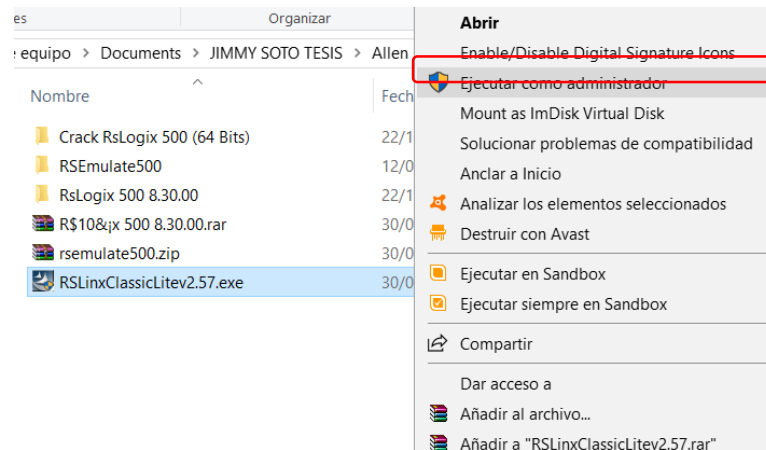 es
Organizar
e equipo > Documents > JIMMY SOTO TESIS > Allen
Nombre
Fech
Crack RsLogix 500 (64 Bits)
22/1
RSEmulate500
12/0
RsLogix 500 8.30.00
22/1
R$10&¡x 500 8.30.00.rar
30/0
rsemulate500.zip
30/0
RSLinxClassicLitev2.57.exe
30/0
Abrir
Enable/Disable Digital Signature Icons
Ejecutar como administrador
Mount as ImDisk Virtual Disk
Solucionar problemas de compatibilidad
Anclar a Inicio
Analizar los elementos seleccionados
Destruir con Avast
Ejecutar en Sandbox
Ejecutar siempre en Sandbox
Compartir
Dar acceso a
Añadir al archivo...
Añadir a "RSLinxClassicLitev2.57.rar"